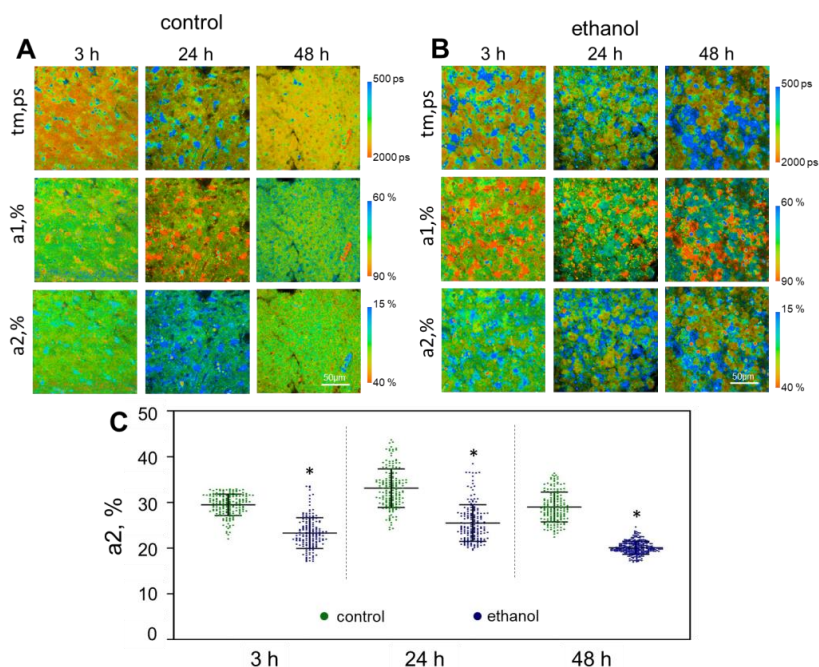 control
ethanol
A
3 h
24 h
48 h
B
3 h
24 h
48 h
tm,ps
500 ps
2000 ps
tm,ps
500 ps
2000 ps
a1,%
60 %
90 %
a1,%
60 %
90 %
a2,%
15 %
40 %
50µm
a2,%
15 %
40 %
50µm
C
a2, %
50
40
30
20
10
0
*
*
*
control
ethanol
3 h
24 h
48 h